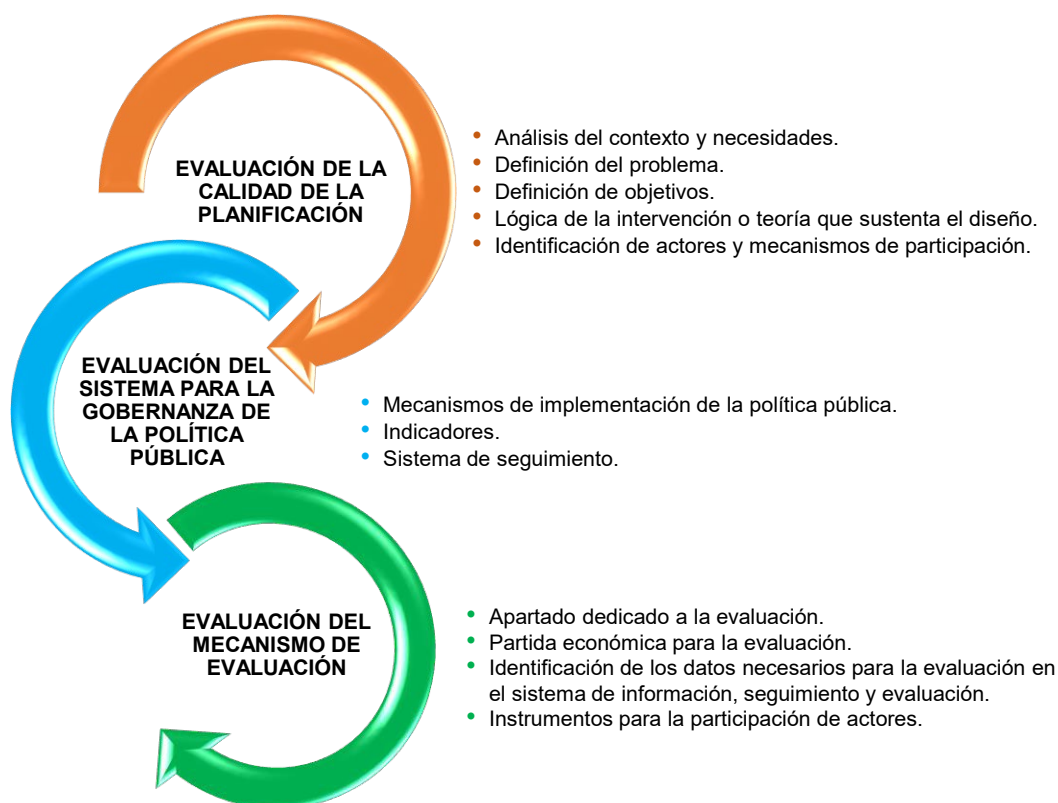 EVALUACIÓN DE LA
CALIDAD DE LA
PLANIFICACIÓN
• Análisis del contexto y necesidades.
• Definición del problema.
• Definición de objetivos.
• Lógica de la intervención o teoría que sustenta el diseño.
• Identificación de actores y mecanismos de participación.
EVALUACIÓN DEL
SISTEMA PARA LA
GOBERNANZA DE
LA POLÍTICA
PÚBLICA
• Mecanismos de implementación de la política pública.
• Indicadores.
• Sistema de seguimiento.
EVALUACIÓN DEL
MECANISMO DE
EVALUACIÓN
• Apartado dedicado a la evaluación.
• Partida económica para la evaluación.
• Identificación de los datos necesarios para la evaluación en
el sistema de información, seguimiento y evaluación.
• Instrumentos para la participación de actores.